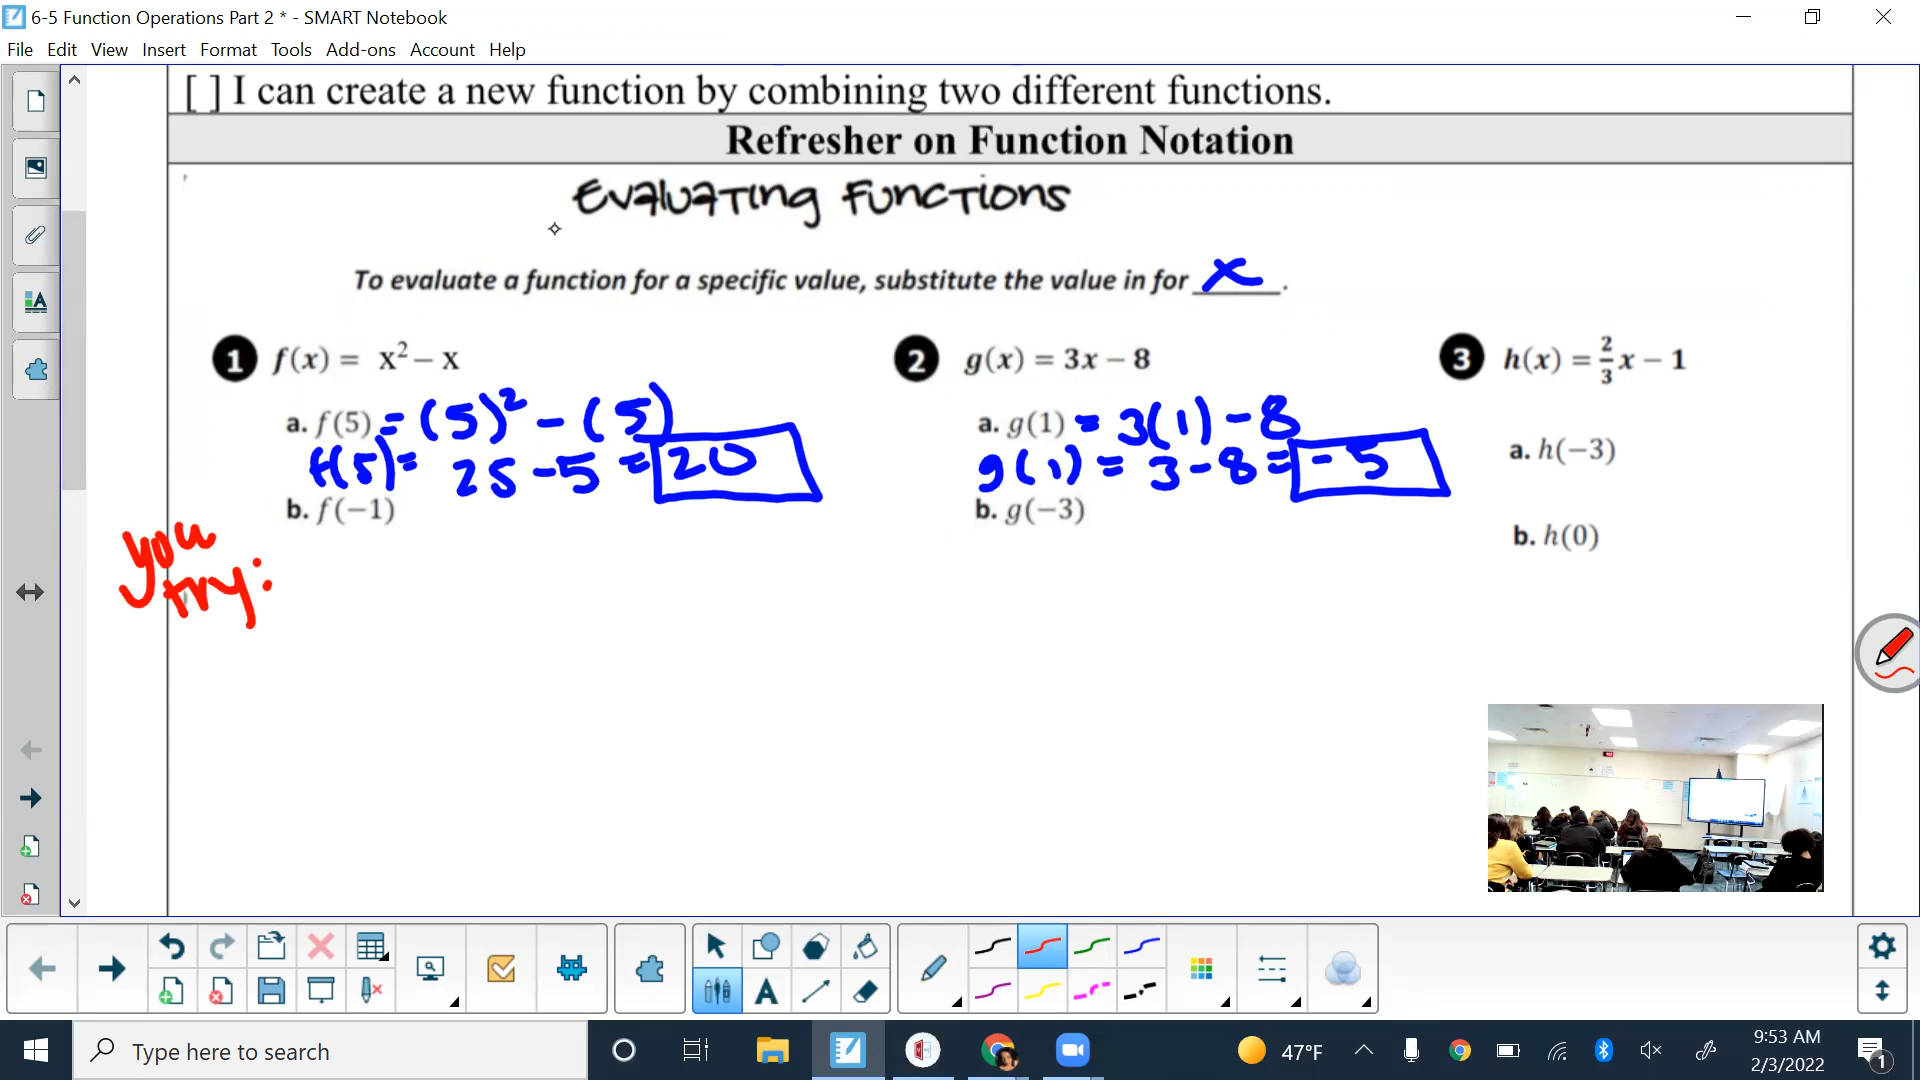 6-5 Function Operations Part 2 * - SMART Notebook
File Edit View Insert Format Tools Add-ons Account Help
[ ] I can create a new function by combining two different functions.
Refresher on Function Notation
Evaluating Functions
To evaluate a function for a specific value, substitute the value in for x.
1 f(x) = x² – x
a. f(5) = (5)² - (5)
f(5) = 25 - 5 = 20
b. f(−1)
2 g(x) = 3x − 8
a. g(1) = 3(1) - 8
g(1) = 3 - 8 = -5
b. g(−3)
3 h(x) = 2/3 x − 1
a. h(−3)
b. h(0)
you
try:
Type here to search
47°F
9:53 AM
2/3/2022
1